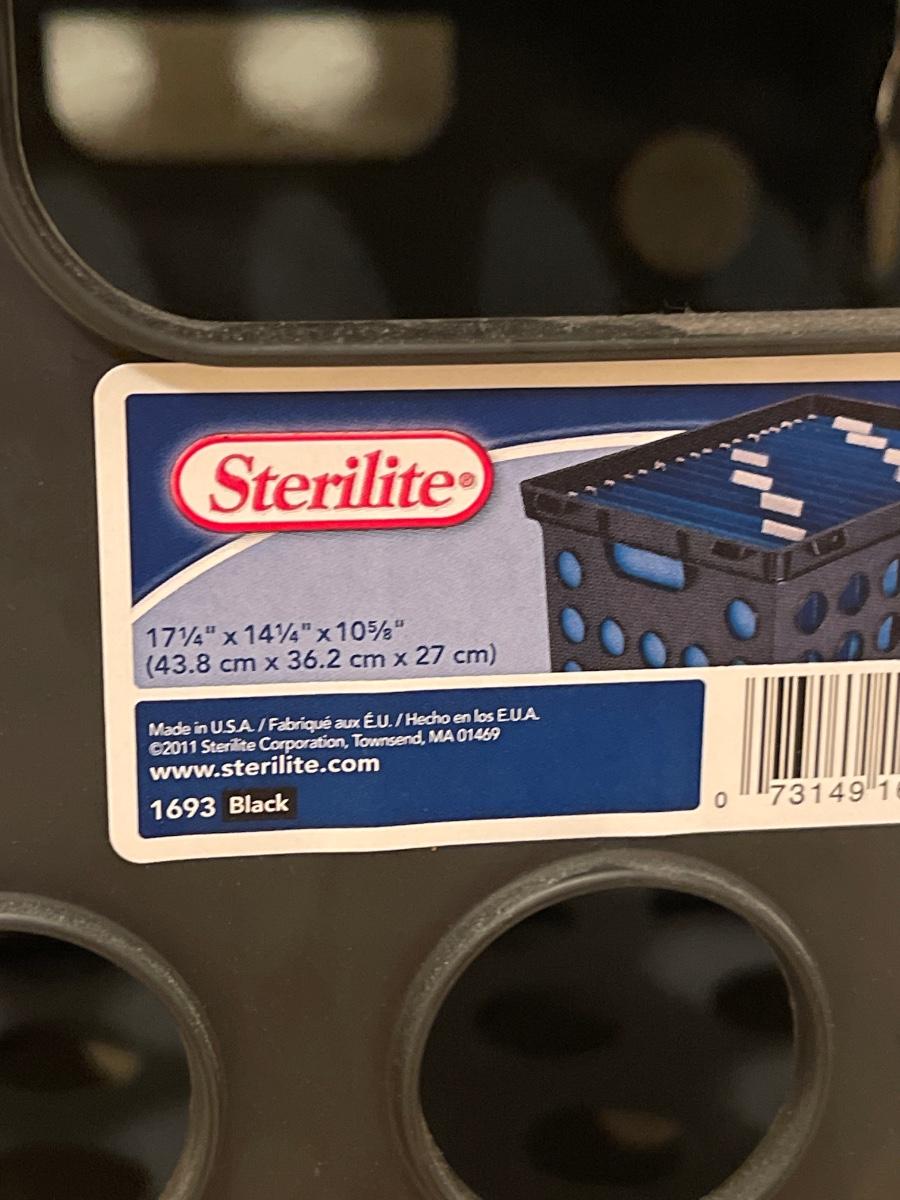 Sterilite®
17¼" x 14¼" x 10⅝"
(43.8 cm x 36.2 cm x 27 cm)
Made in U.S.A. / Fabriqué aux É.U. / Hecho en los E.U.A.
©2011 Sterilite Corporation, Townsend, MA 01469
www.sterilite.com
1693 Black
0 73149 1